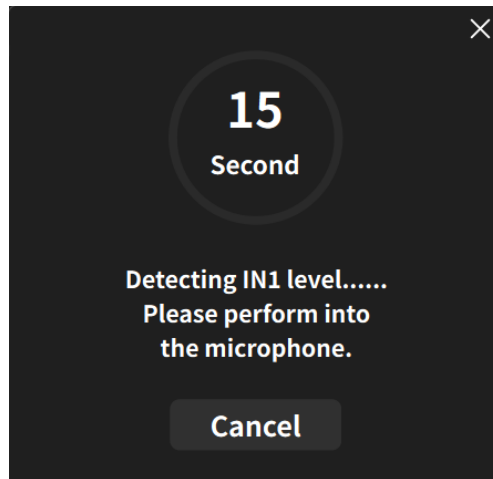 15
Second
Detecting IN1 level......
Please perform into
the microphone.
Cancel